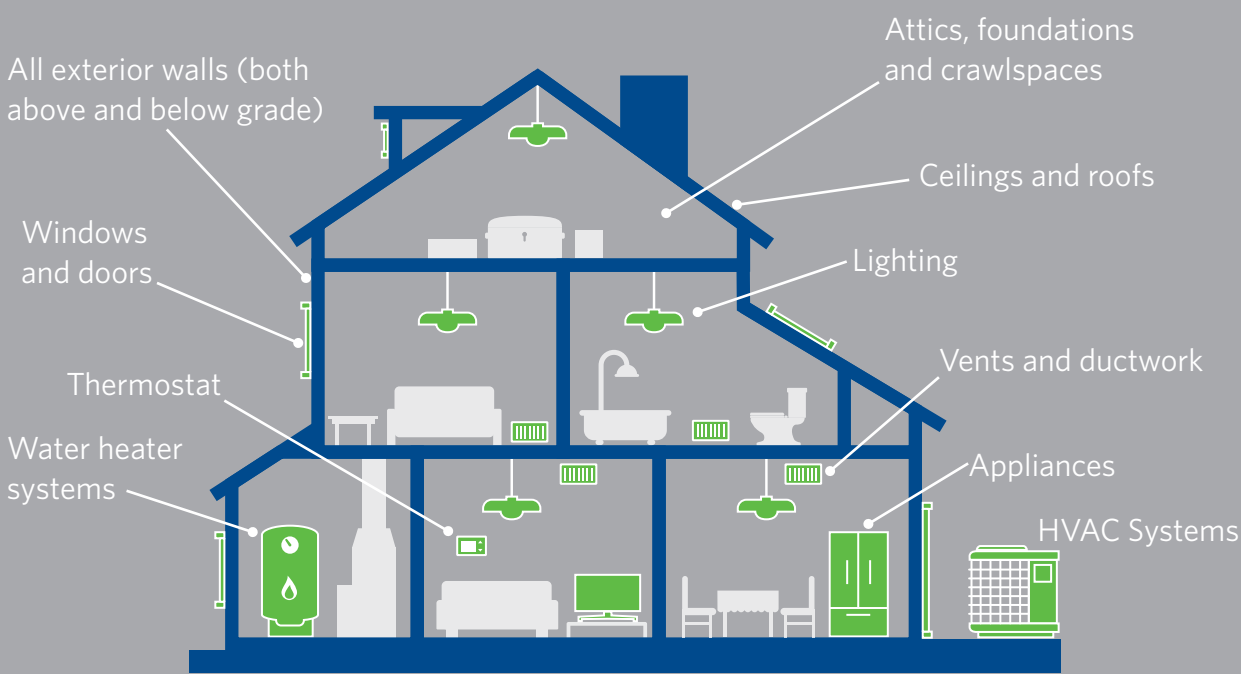 Attics, foundations
and crawlspaces
All exterior walls (both
above and below grade)
Ceilings and roofs
Windows
and doors
Lighting
Vents and ductwork
Thermostat
Water heater
systems
Appliances
HVAC Systems